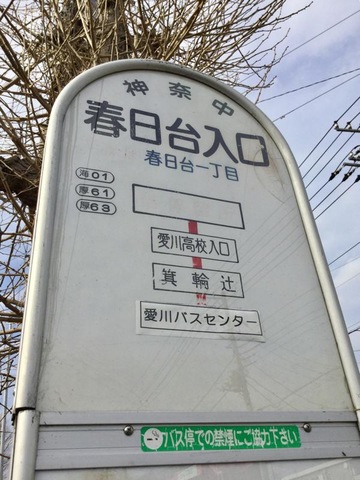 神奈中
春日台入口
春日台一丁目
海01
厚61
厚63
愛川高校入口
箕輪辻
愛川バスセンター
バス停での禁煙にご協力下さい